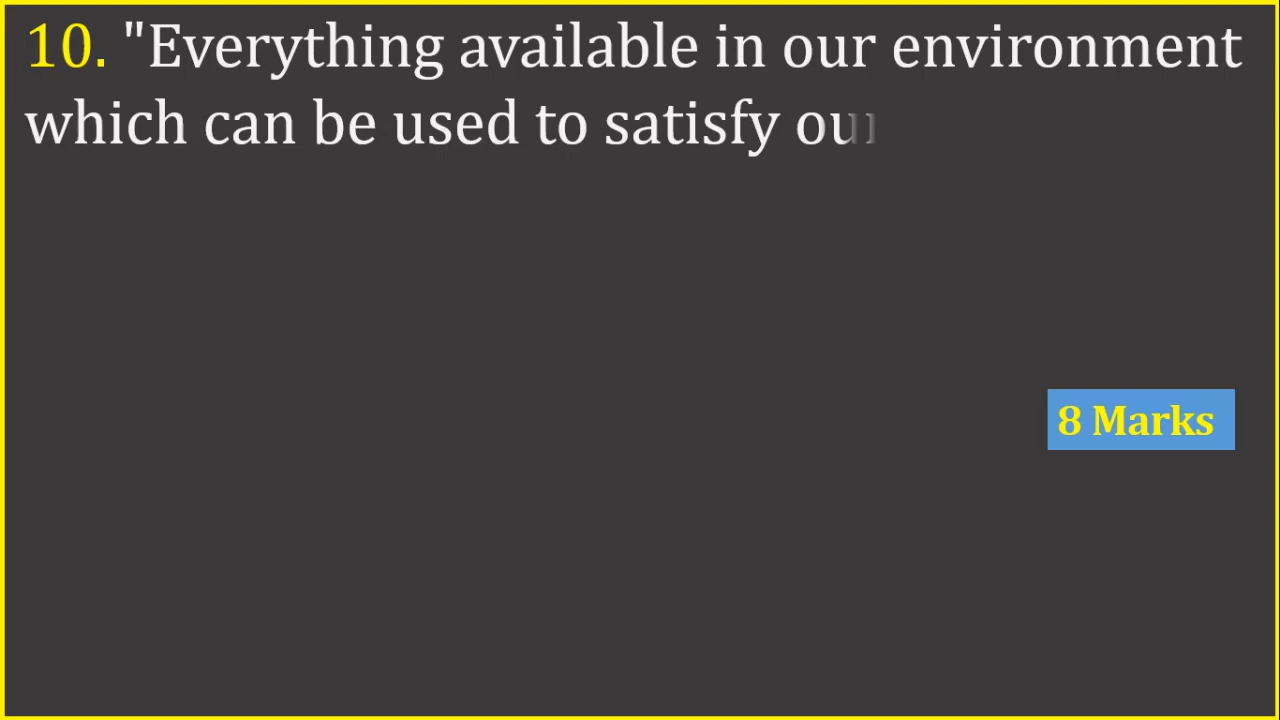 10. "Everything available in our environment
which can be used to satisfy our
8 Marks